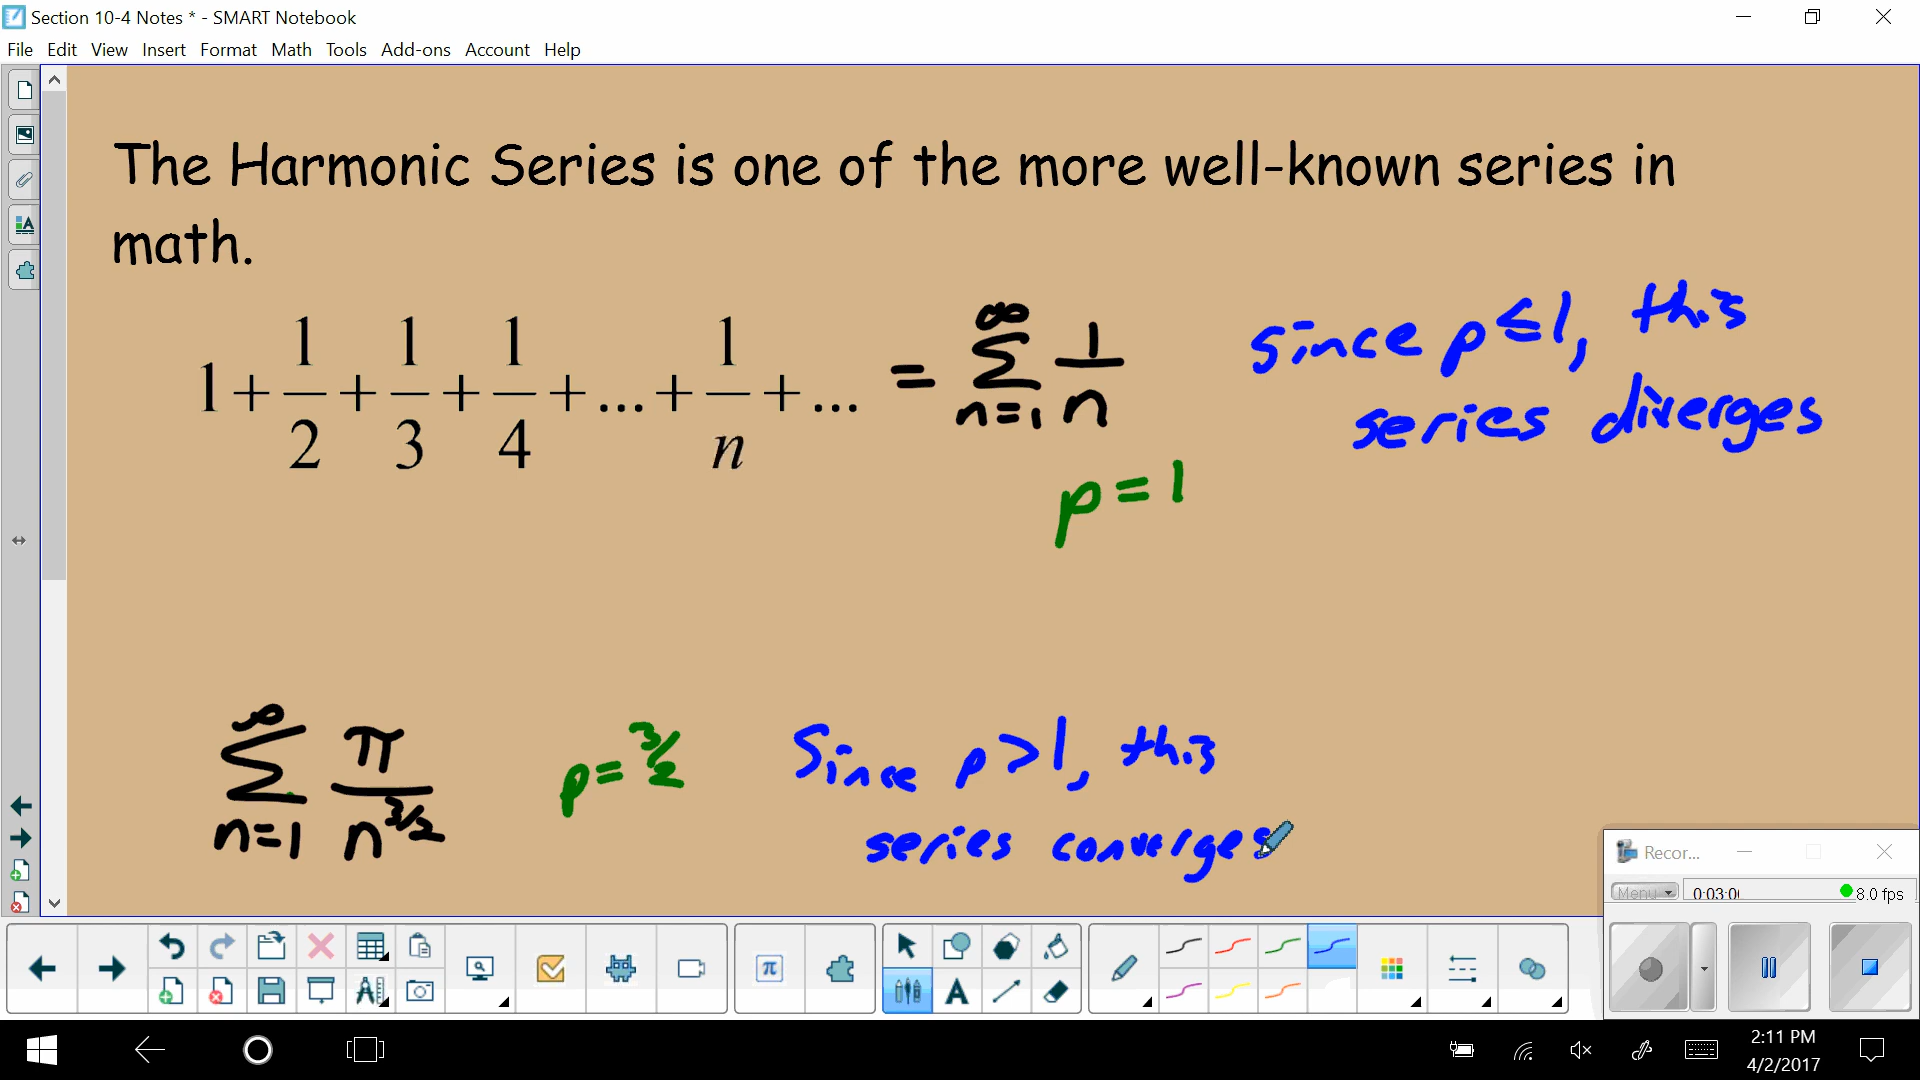 Section 10-4 Notes * - SMART Notebook
File Edit View Insert Format Math Tools Add-ons Account Help
The Harmonic Series is one of the more well-known series in
math.
1 + 1/2 + 1/3 + 1/4 + ... + 1/n + ... = ∞ Σ n=1 1/n
since p ≤ 1, this
series diverges
p = 1
∞ Σ n=1 π/n^3/2
p = 3/2
Since p > 1, this
series converges
Recor...
Menu 0:03:0 8.0 fps
2:11 PM
4/2/2017